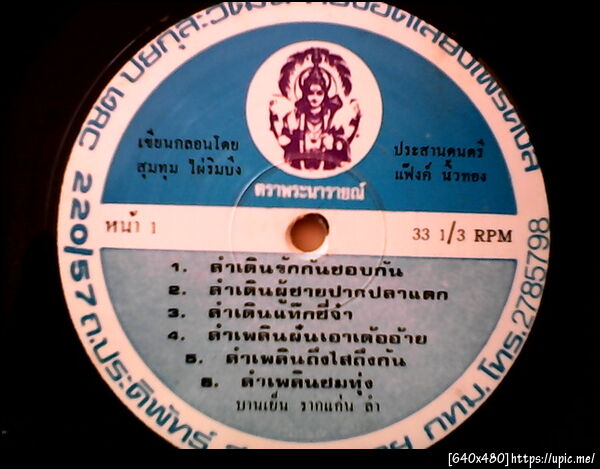 เขียนกลอนโดย
สุมทุม ไผ่ริมบึง
ประสานดนตรี
แฟ๊งค์ นิ้วทอง
ตราพระนารายณ์
หน้า 1
33 1/3 RPM
1. ลำเดินรักกันชอบกัน
2. ลำเดินผู้ชายปากปลาแดก
3. ลำเดินแท๊กซี่จ๋า
4. ลำเพลินผันเอาเด้ออ้าย
5. ลำเพลินถึงไสถึงกัน
6. ลำเพลินชมทุ่ง
บานเย็น รากแก่น ลำ
220/57 ถ.ประดิพัทธ์
กทม. โทร. 2785798
[640x480]https://upic.me/